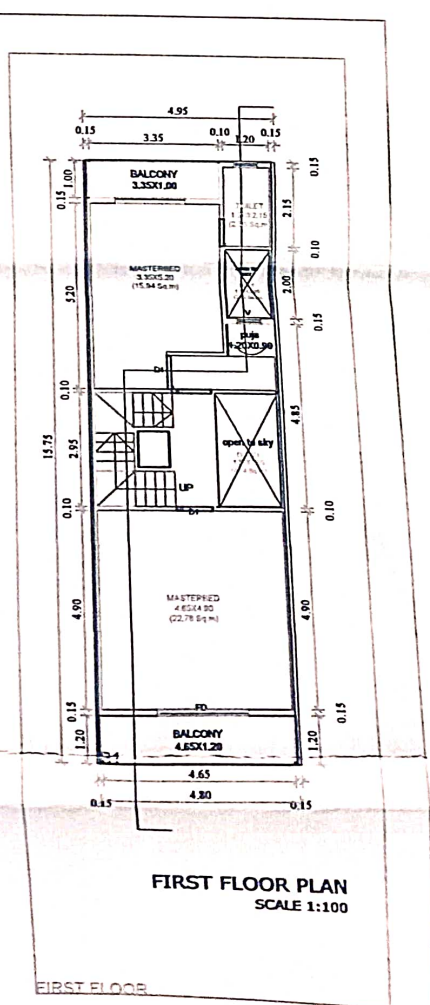 4.95
0.15 3.35 0.10 1.20 0.15
BALCONY
3.35X1.00
1.00
0.15
0.15
2.15
TOILET
MASTERBED
3.35X5.20
(15.94 Sq.m)
0.10
2.00
5.20
puja
1.20X0.90
0.15
D1
0.10
4.85
15.75
2.95
open to sky
UP
0.10
D1
0.10
MASTERBED
4.65X4.90
(22.78 Sq.m)
4.90
4.90
FD
0.15
0.15
BALCONY
4.65X1.20
1.20
1.20
4.65
0.15 4.80 0.15
FIRST FLOOR PLAN
SCALE 1:100
FIRST FLOOR